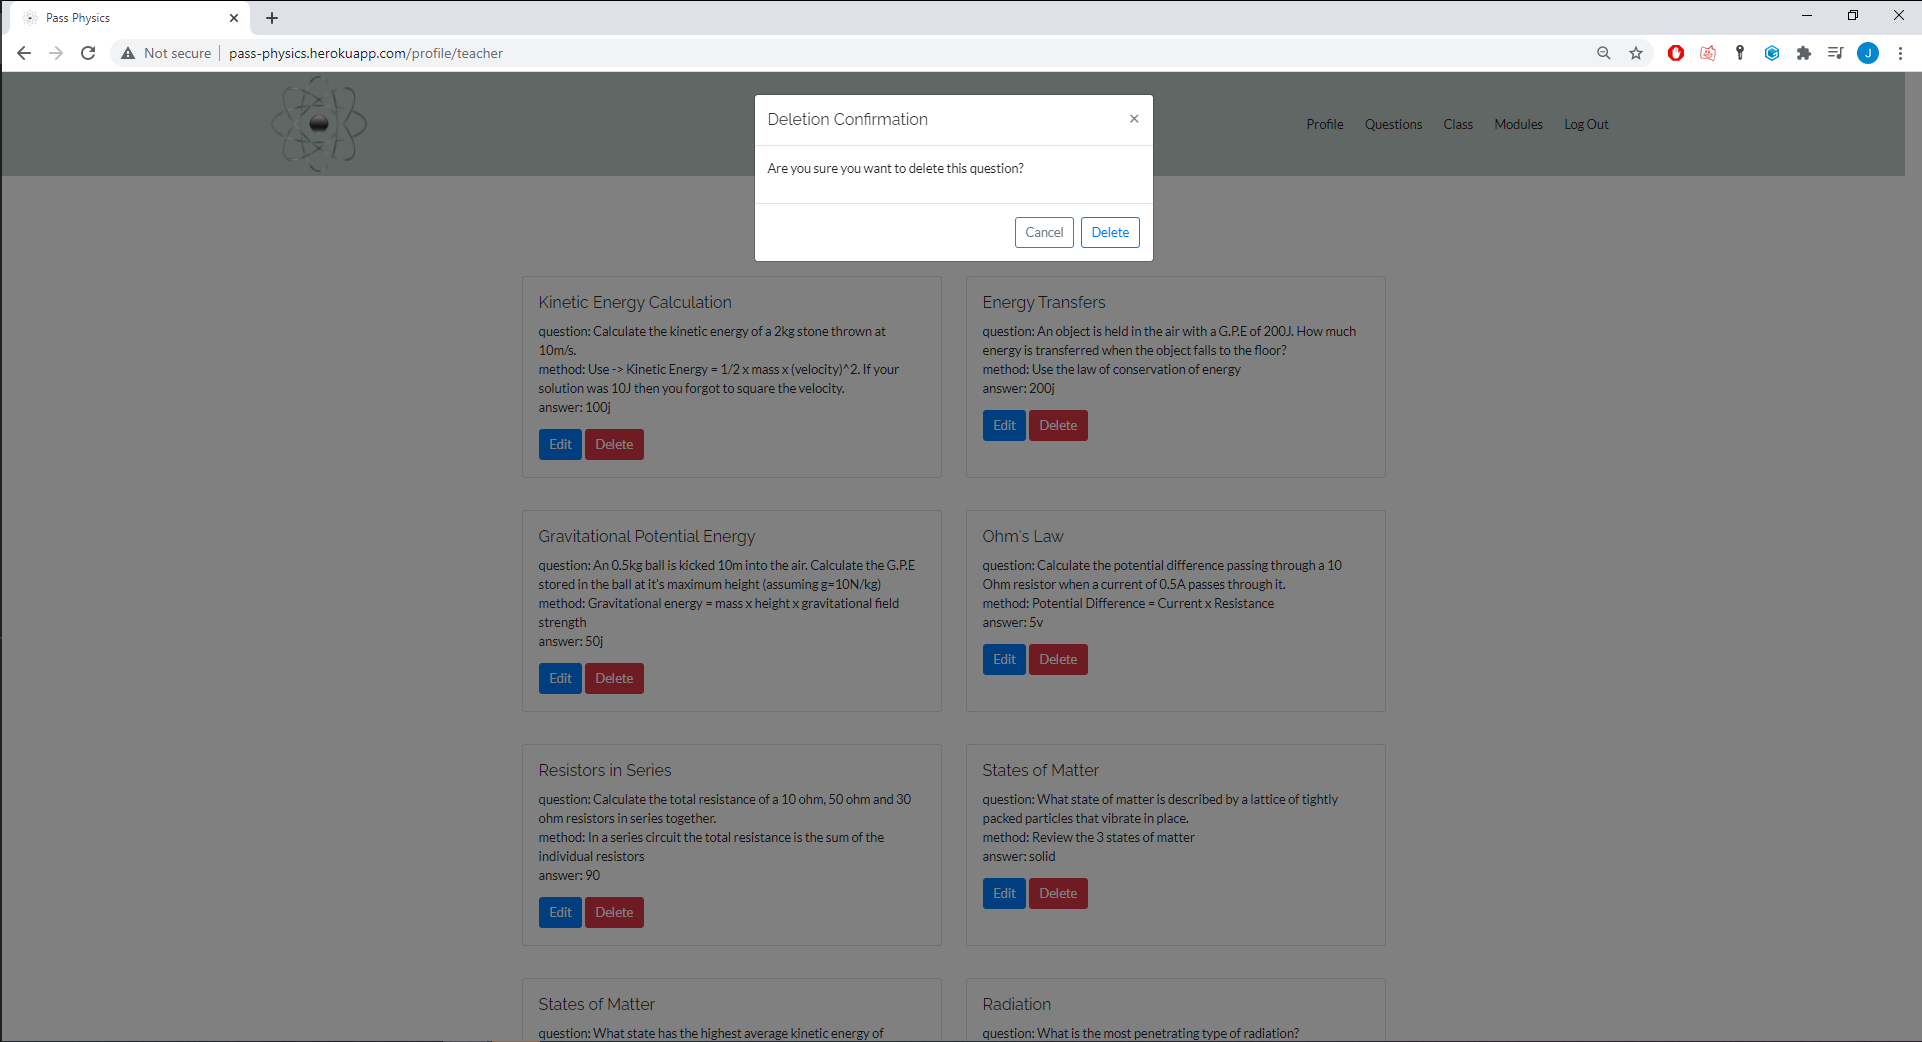 Pass Physics
Not secure
pass-physics.herokuapp.com/profile/teacher
J
Deletion Confirmation
×
Are you sure you want to delete this question?
Cancel
Delete
Profile
Questions
Class
Modules
Log Out
Kinetic Energy Calculation
question: Calculate the kinetic energy of a 2kg stone thrown at
10m/s.
method: Use -> Kinetic Energy = 1/2 x mass x (velocity)^2. If your
solution was 10J then you forgot to square the velocity.
answer: 100j
Edit
Delete
Energy Transfers
question: An object is held in the air with a G.P.E of 200J. How much
energy is transferred when the object falls to the floor?
method: Use the law of conservation of energy
answer: 200j
Edit
Delete
Gravitational Potential Energy
question: An 0.5kg ball is kicked 10m into the air. Calculate the G.P.E
stored in the ball at it's maximum height (assuming g=10N/kg)
method: Gravitational energy = mass x height x gravitational field
strength
answer: 50j
Edit
Delete
Ohm's Law
question: Calculate the potential difference passing through a 10
Ohm resistor when a current of 0.5A passes through it.
method: Potential Difference = Current x Resistance
answer: 5v
Edit
Delete
Resistors in Series
question: Calculate the total resistance of a 10 ohm, 50 ohm and 30
ohm resistors in series together.
method: In a series circuit the total resistance is the sum of the
individual resistors
answer: 90
Edit
Delete
States of Matter
question: What state of matter is described by a lattice of tightly
packed particles that vibrate in place.
method: Review the 3 states of matter
answer: solid
Edit
Delete
States of Matter
question: What state has the highest average kinetic energy of
Radiation
question: What is the most penetrating type of radiation?